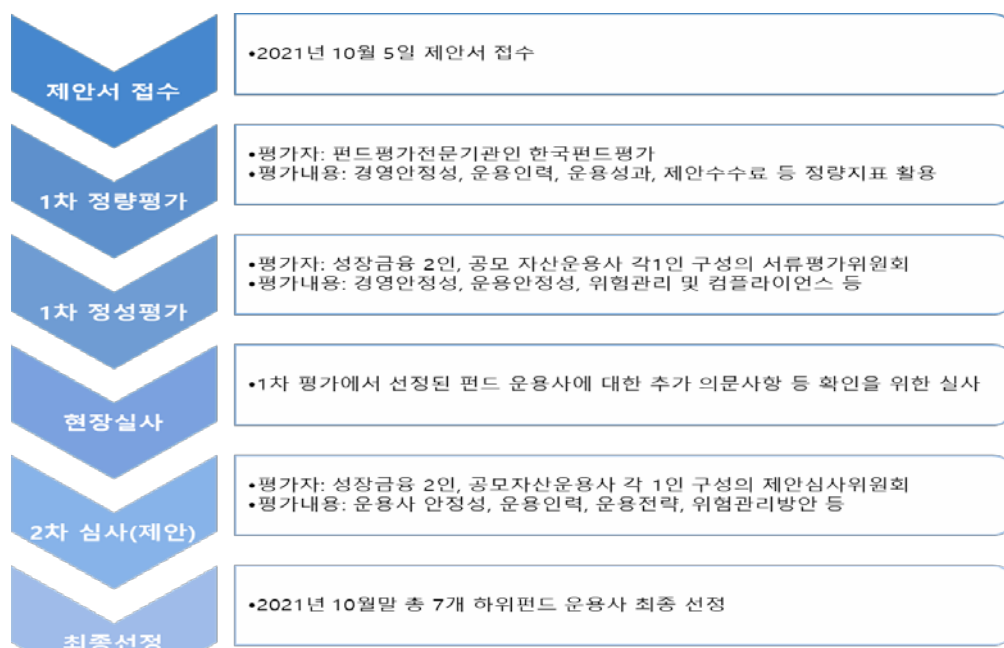 제안서 접수
•2021년 10월 5일 제안서 접수
1차 정량평가
•평가자: 펀드평가전문기관인 한국펀드평가
•평가내용: 경영안정성, 운용인력, 운용성과, 제안수수료 등 정량지표 활용
1차 정성평가
•평가자: 성장금융 2인, 공모 자산운용사 각1인 구성의 서류평가위원회
•평가내용: 경영안정성, 운용안정성, 위험관리 및 컴플라이언스 등
현장실사
•1차 평가에서 선정된 펀드 운용사에 대한 추가 의문사항 등 확인을 위한 실사
2차 심사(제안)
•평가자: 성장금융 2인, 공모자산운용사 각 1인 구성의 제안심사위원회
•평가내용: 운용사 안정성, 운용인력, 운용전략, 위험관리방안 등
최종선정
•2021년 10월말 총 7개 하위펀드 운용사 최종 선정